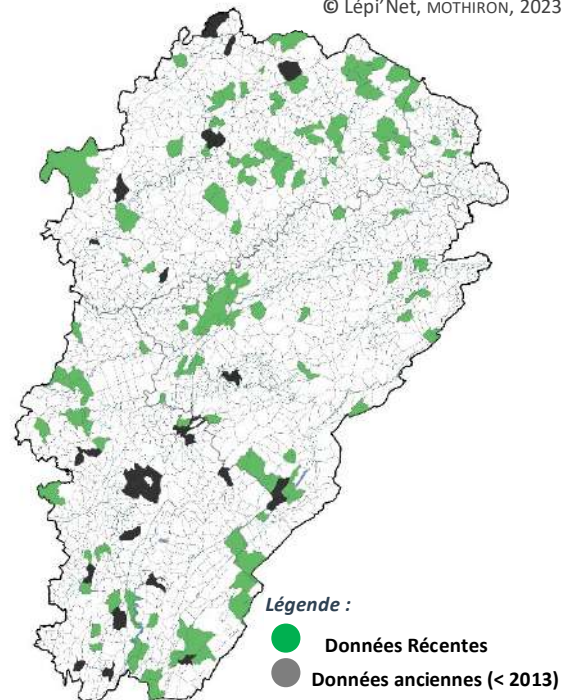 © Lépi'Net, MOTHIRON, 2023
Légende :
Données Récentes
Données anciennes (< 2013)